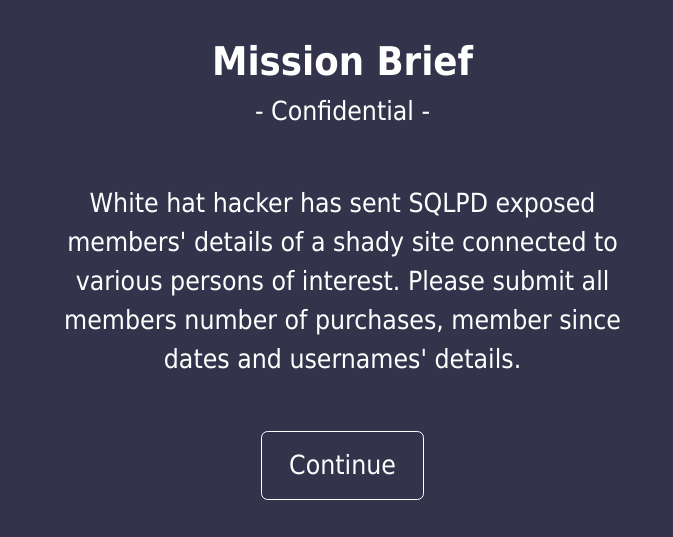 Mission Brief
- Confidential -
White hat hacker has sent SQLPD exposed
members' details of a shady site connected to
various persons of interest. Please submit all
members number of purchases, member since
dates and usernames' details.
Continue